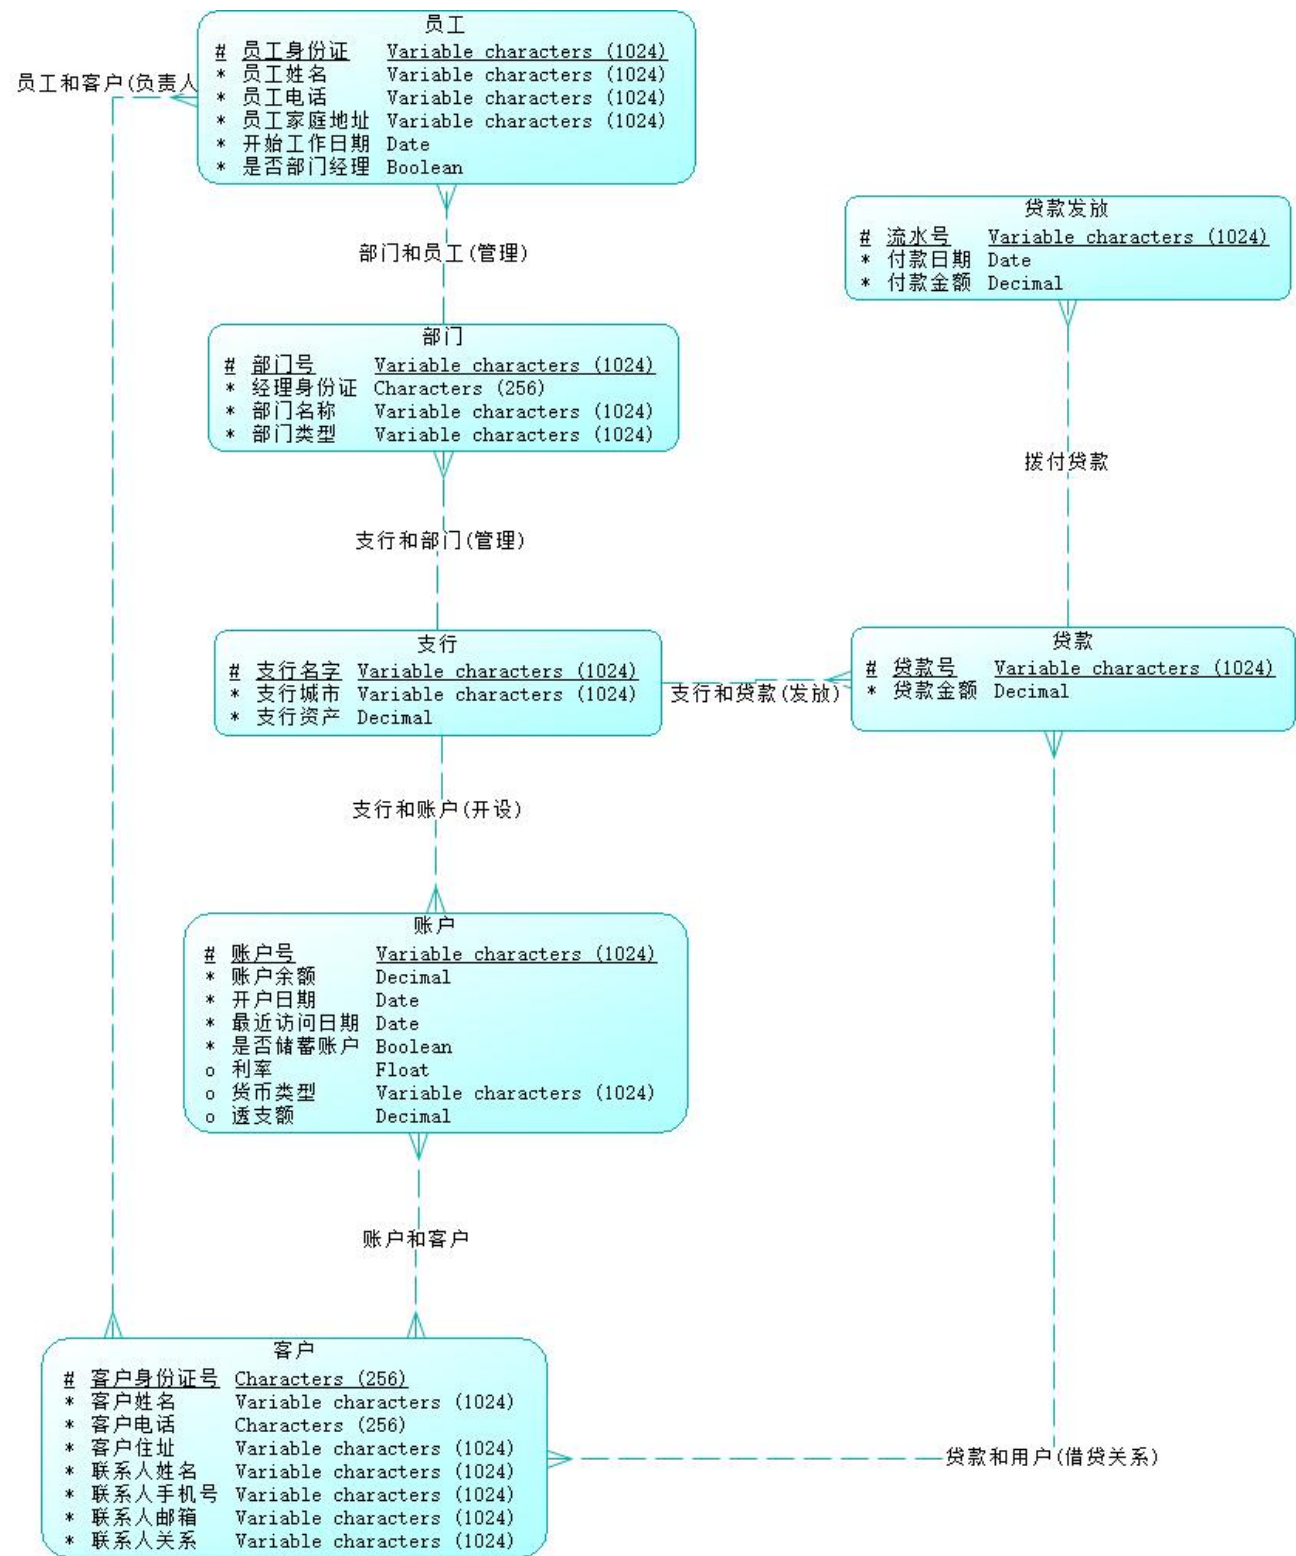 员工
# 员工身份证 Variable characters (1024)
* 员工姓名 Variable characters (1024)
* 员工电话 Variable characters (1024)
* 员工家庭地址 Variable characters (1024)
* 开始工作日期 Date
* 是否部门经理 Boolean
员工和客户(负责人
部门和员工(管理)
贷款发放
# 流水号 Variable characters (1024)
* 付款日期 Date
* 付款金额 Decimal
部门
# 部门号 Variable characters (1024)
* 经理身份证 Characters (256)
* 部门名称 Variable characters (1024)
* 部门类型 Variable characters (1024)
拨付贷款
支行和部门(管理)
支行
# 支行名字 Variable characters (1024)
* 支行城市 Variable characters (1024)
* 支行资产 Decimal
支行和贷款(发放)
贷款
# 贷款号 Variable characters (1024)
* 贷款金额 Decimal
支行和账户(开设)
账户
# 账户号 Variable characters (1024)
* 账户余额 Decimal
* 开户日期 Date
* 最近访问日期 Date
* 是否储蓄账户 Boolean
o 利率 Float
o 货币类型 Variable characters (1024)
o 透支额 Decimal
账户和客户
客户
# 客户身份证号 Characters (256)
* 客户姓名 Variable characters (1024)
* 客户电话 Characters (256)
* 客户住址 Variable characters (1024)
* 联系人姓名 Variable characters (1024)
* 联系人手机号 Variable characters (1024)
* 联系人邮箱 Variable characters (1024)
* 联系人关系 Variable characters (1024)
贷款和用户(借贷关系)